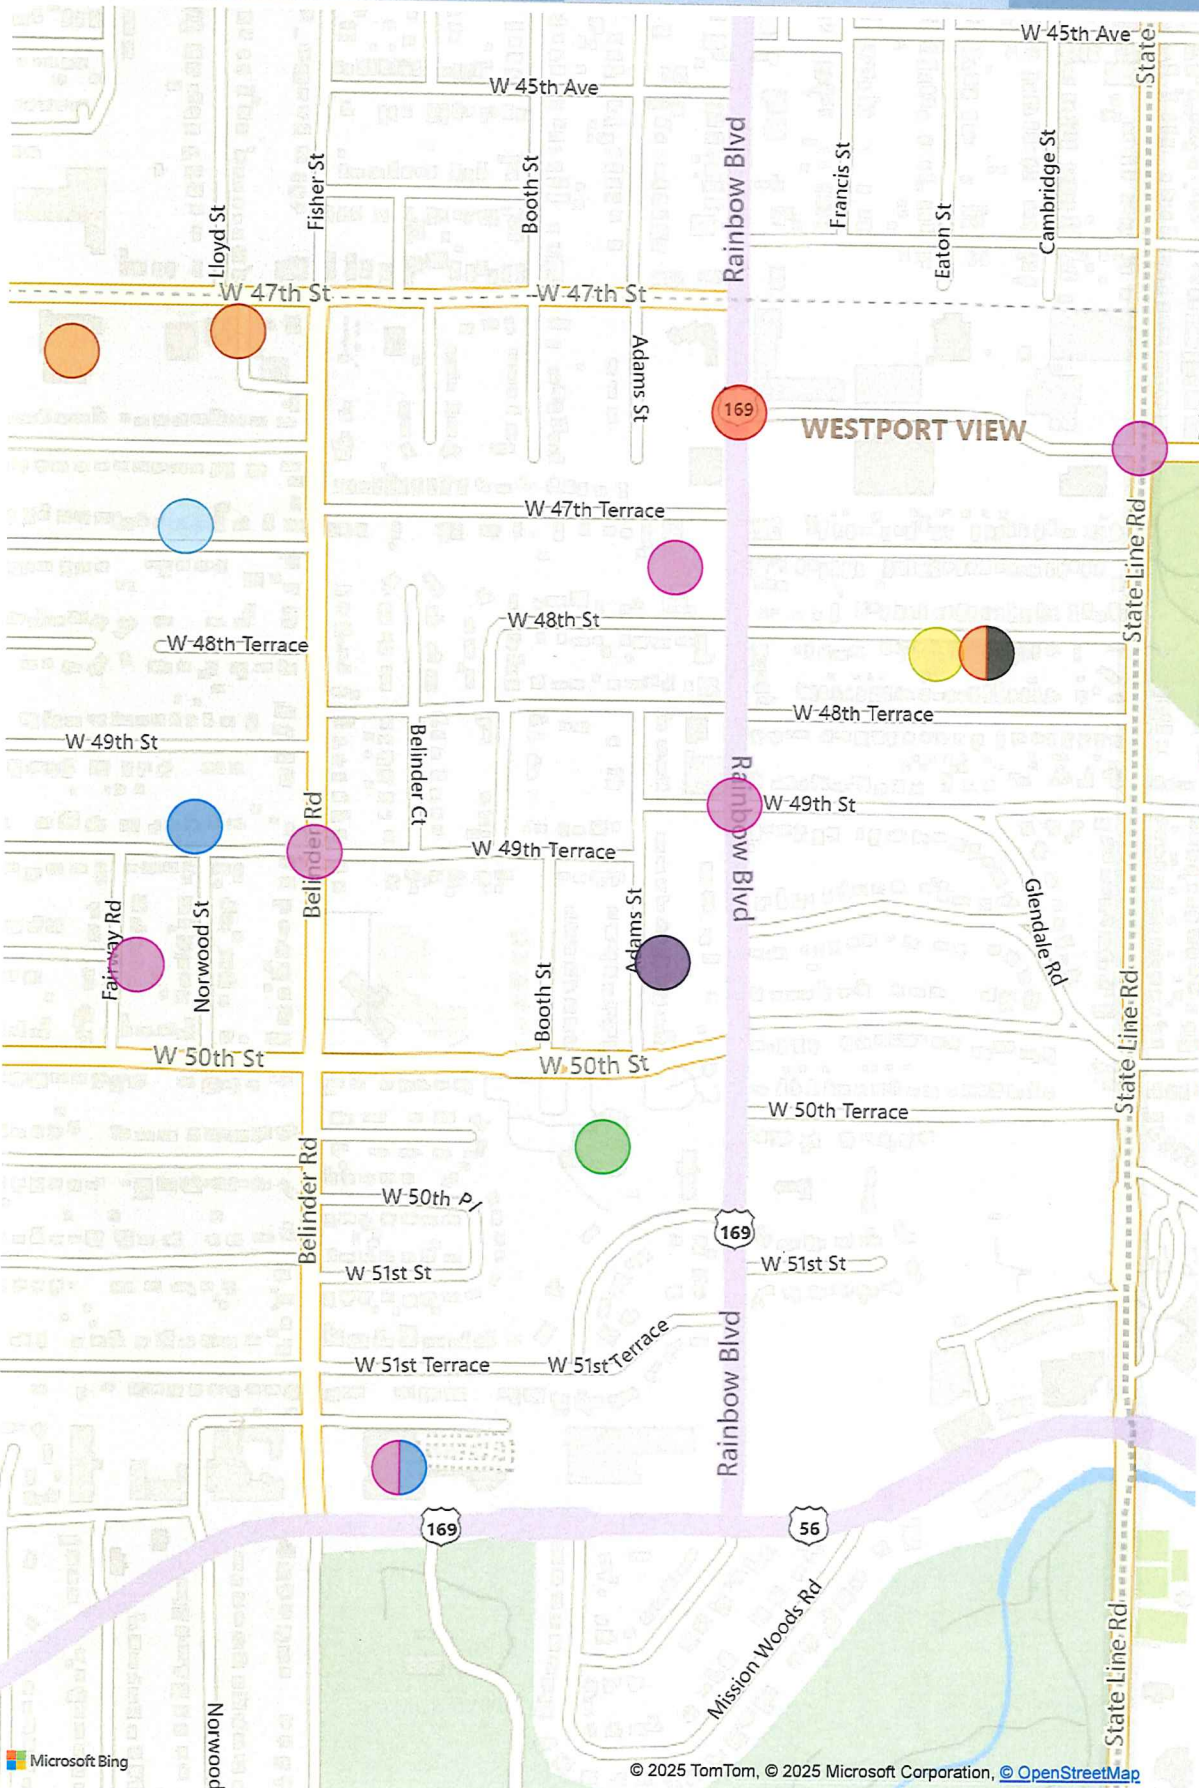 W 45th Ave
State
W 45th Ave
Rainbow Blvd
Francis St
Cambridge St
Fisher St
Booth St
Lloyd St
Eaton St
W 47th St
W 47th St
Adams St
169
WESTPORT VIEW
W 47th Terrace
State Line Rd
W 48th St
W 48th Terrace
W 48th Terrace
W 49th St
Belinder Ct
Rainbow Blvd
W 49th St
Belinder Rd
W 49th Terrace
Fairway Rd
Norwood St
Adams St
Glendale Rd
Booth St
State Line Rd
W 50th St
W 50th St
W 50th Terrace
Belinder Rd
W 50th Pl
169
W 51st St
W 51st St
Rainbow Blvd
W 51st Terrace
W 51st Terrace
169
56
Mission Woods Rd
State Line Rd
Norwood
Microsoft Bing
© 2025 TomTom, © 2025 Microsoft Corporation, © OpenStreetMap